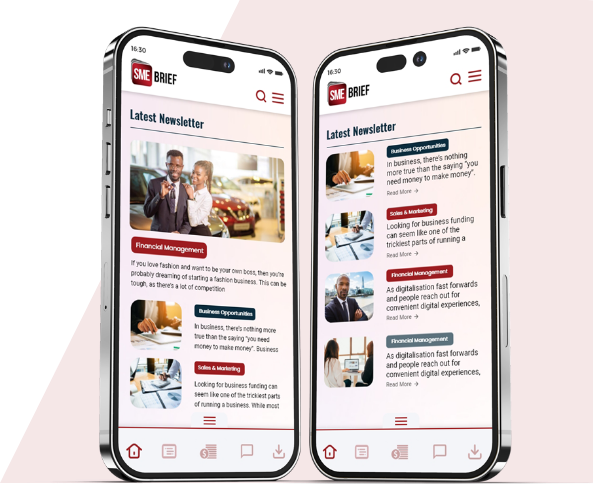 16:30
SME BRIEF
Latest Newsletter
Financial Management
If you love fashion and want to be your own boss, then you're
probably dreaming of starting a fashion business. This can be
tough, as there's a lot of competition
Business Opportunities
In business, there's nothing
more true than the saying "you
need money to make money". Business
Sales & Marketing
Looking for business funding can
seem like one of the trickiest parts
of running a business. While most
16:30
SME BRIEF
Latest Newsletter
Business Opportunities
In business, there's nothing
more true than the saying "you
need money to make money".
Read More →
Sales & Marketing
Looking for business funding
can seem like one of the
trickiest parts of running a
Read More →
Financial Management
As digitalisation fast forwards
and people reach out for
convenient digital experiences,
Read More →
Financial Management
As digitalisation fast forwards
and people reach out for
convenient digital experiences,
Read More →